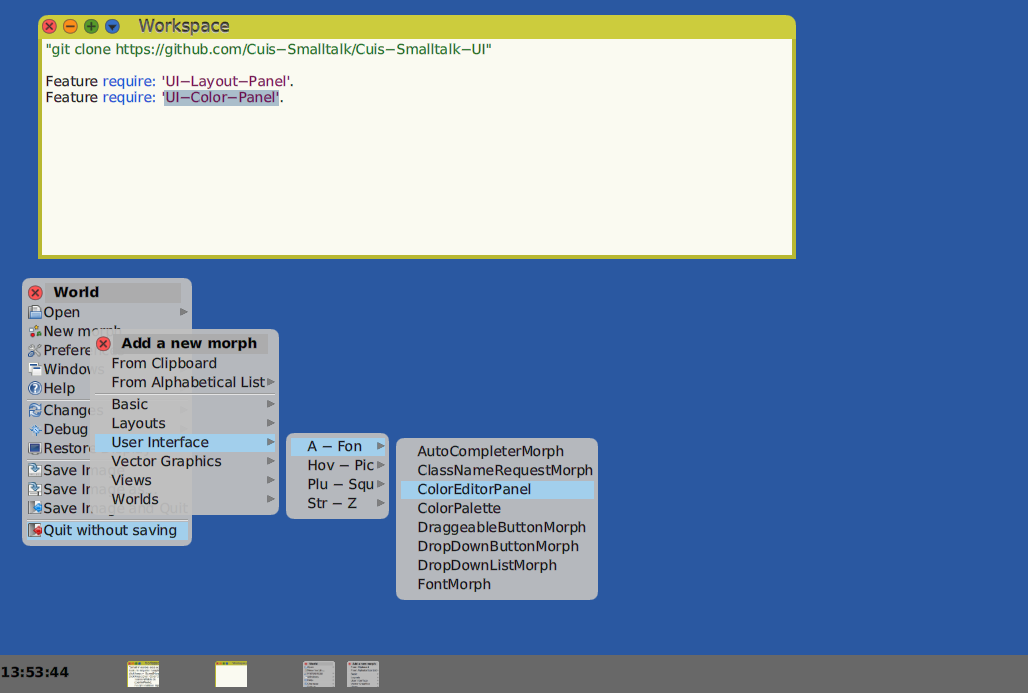 Workspace
"git clone https://github.com/Cuis-Smalltalk/Cuis-Smalltalk-UI"
Feature require: 'UI-Layout-Panel'.
Feature require: 'UI-Color-Panel'.
World
Open
New morph
Prefere
Window
Help
Changes
Debug
Restore
Save Im
Save Im
Save Image and Quit
Quit without saving
Add a new morph
From Clipboard
From Alphabetical List
Basic
Layouts
User Interface
Vector Graphics
Views
Worlds
A - Fon
Hov - Pic
Plu - Squ
Str - Z
AutoCompleterMorph
ClassNameRequestMorph
ColorEditorPanel
ColorPalette
DraggeableButtonMorph
DropDownButtonMorph
DropDownListMorph
FontMorph
13:53:44